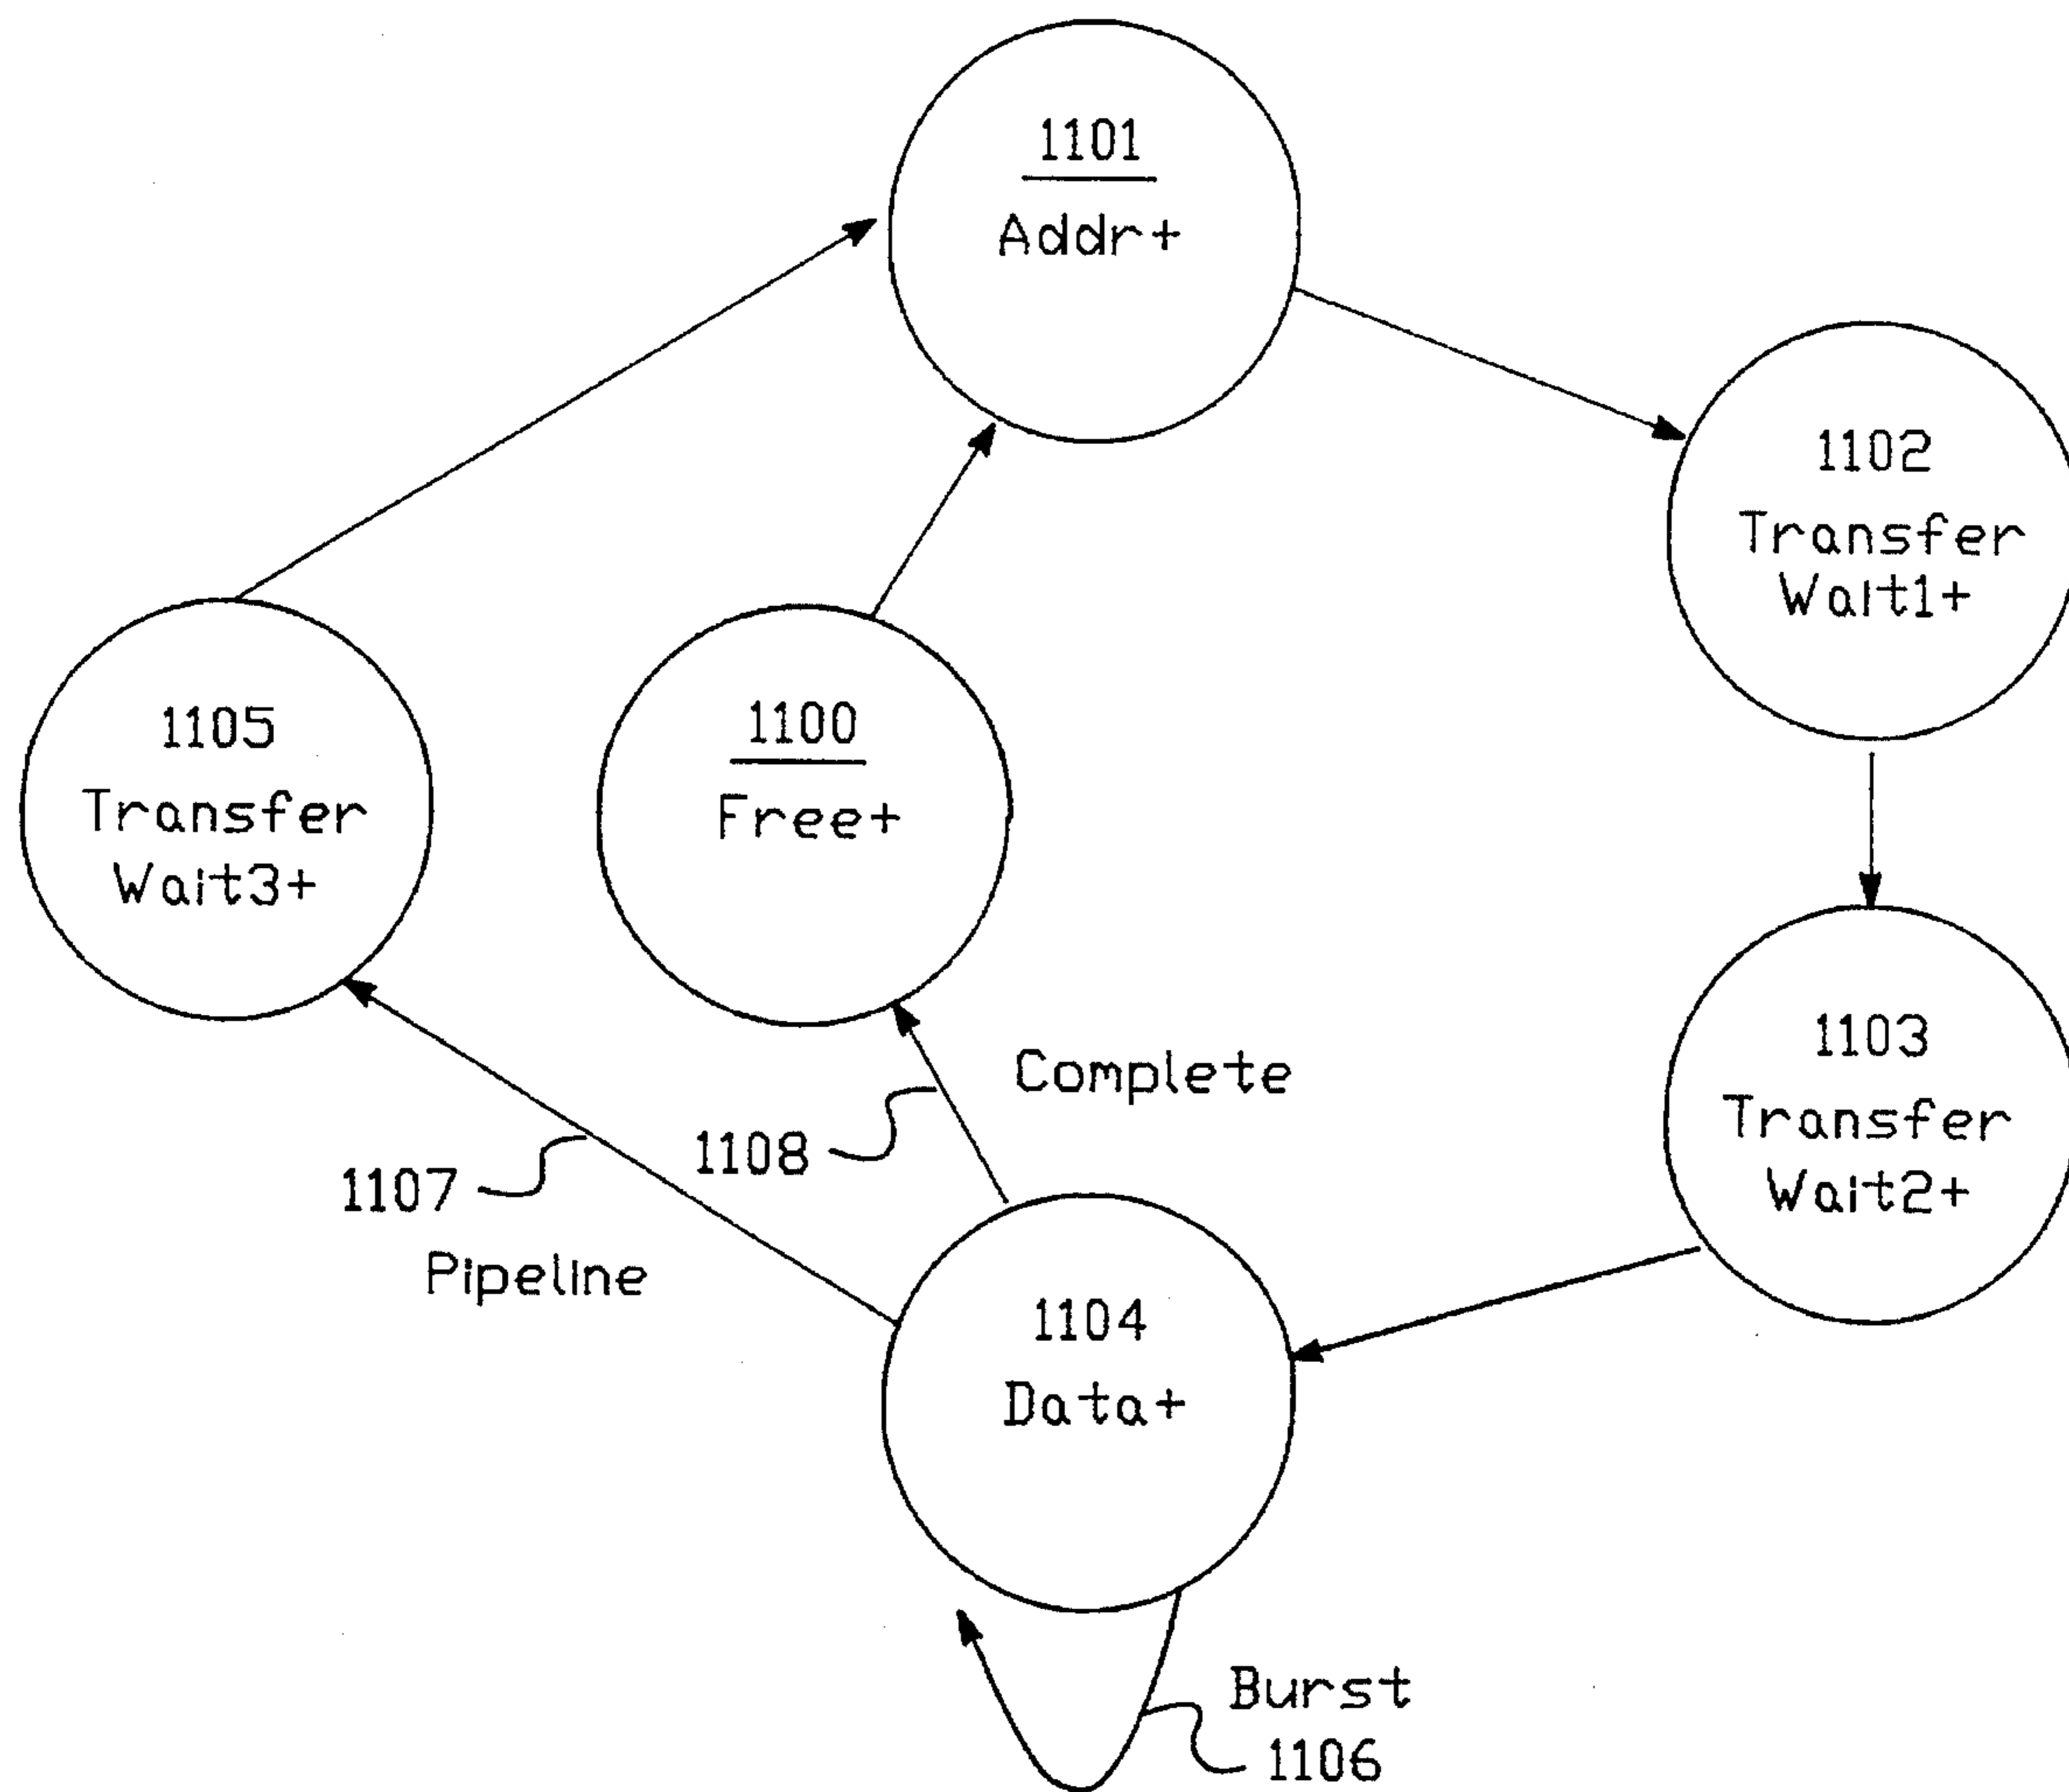 1101
Addr+
1102
Transfer
Wait1+
1105
Transfer
Wait3+
1100
Free+
1103
Transfer
Wait2+
Complete
1108
1107
Pipeline
1104
Data+
Burst
1106